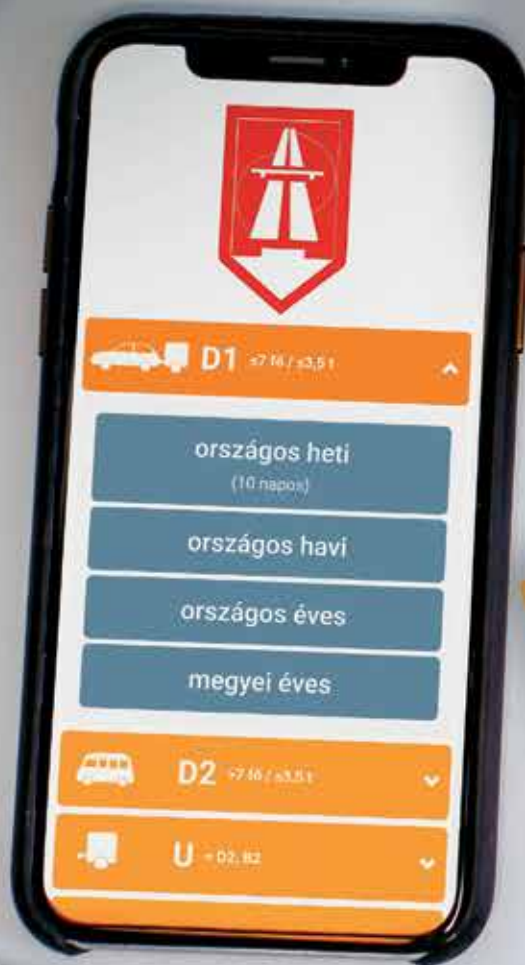 D1 ≤7 fő / ≤3,5 t
országos heti
(10 napos)
országos havi
országos éves
megyei éves
D2 >7 fő / ≤3,5 t
U + D2, B2